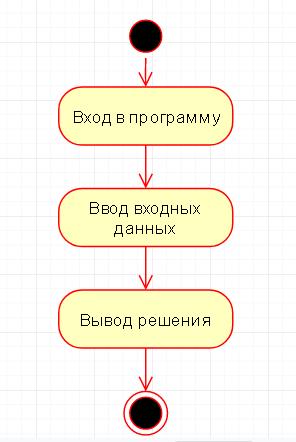 Вход в программу
Ввод входных
данных
Вывод решения